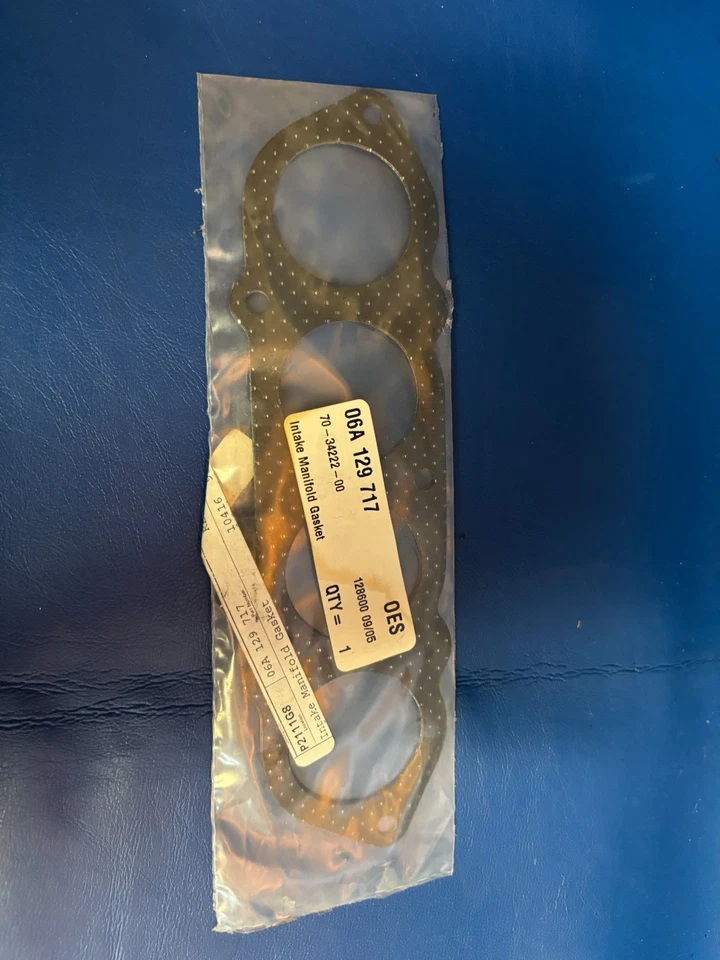 06A 129 717
70-34222-00
Intake Manifold Gasket
OES
128600 09/05
QTY = 1
10416
06A 129 717
Intake Manifold Gasket
P2111G8